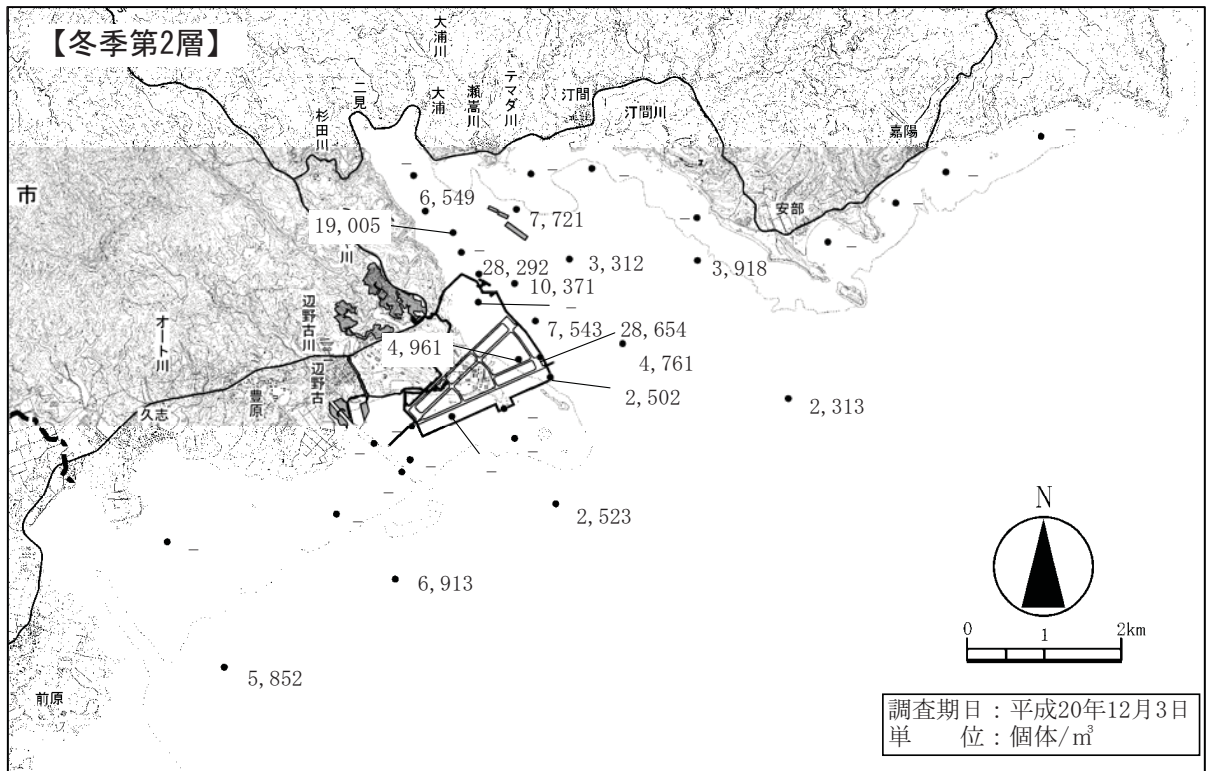 【冬季第2層】
大浦川
二見
大浦
瀬嵩川
テマダ川
汀間
汀間川
杉田川
嘉陽
市
－
－
－
－
－
6,549
7,721
安部
－
－
19,005
川
－
－
28,292
3,312
3,918
10,371
－
辺野古川
7,543
28,654
オート川
4,961
4,761
辺野古
2,502
豊原
2,313
久志
－
－
－
－
－
－
－
2,523
－
－
6,913
5,852
前原
N
0 1 2km
調査期日：平成20年12月3日
単　　位：個体/m³